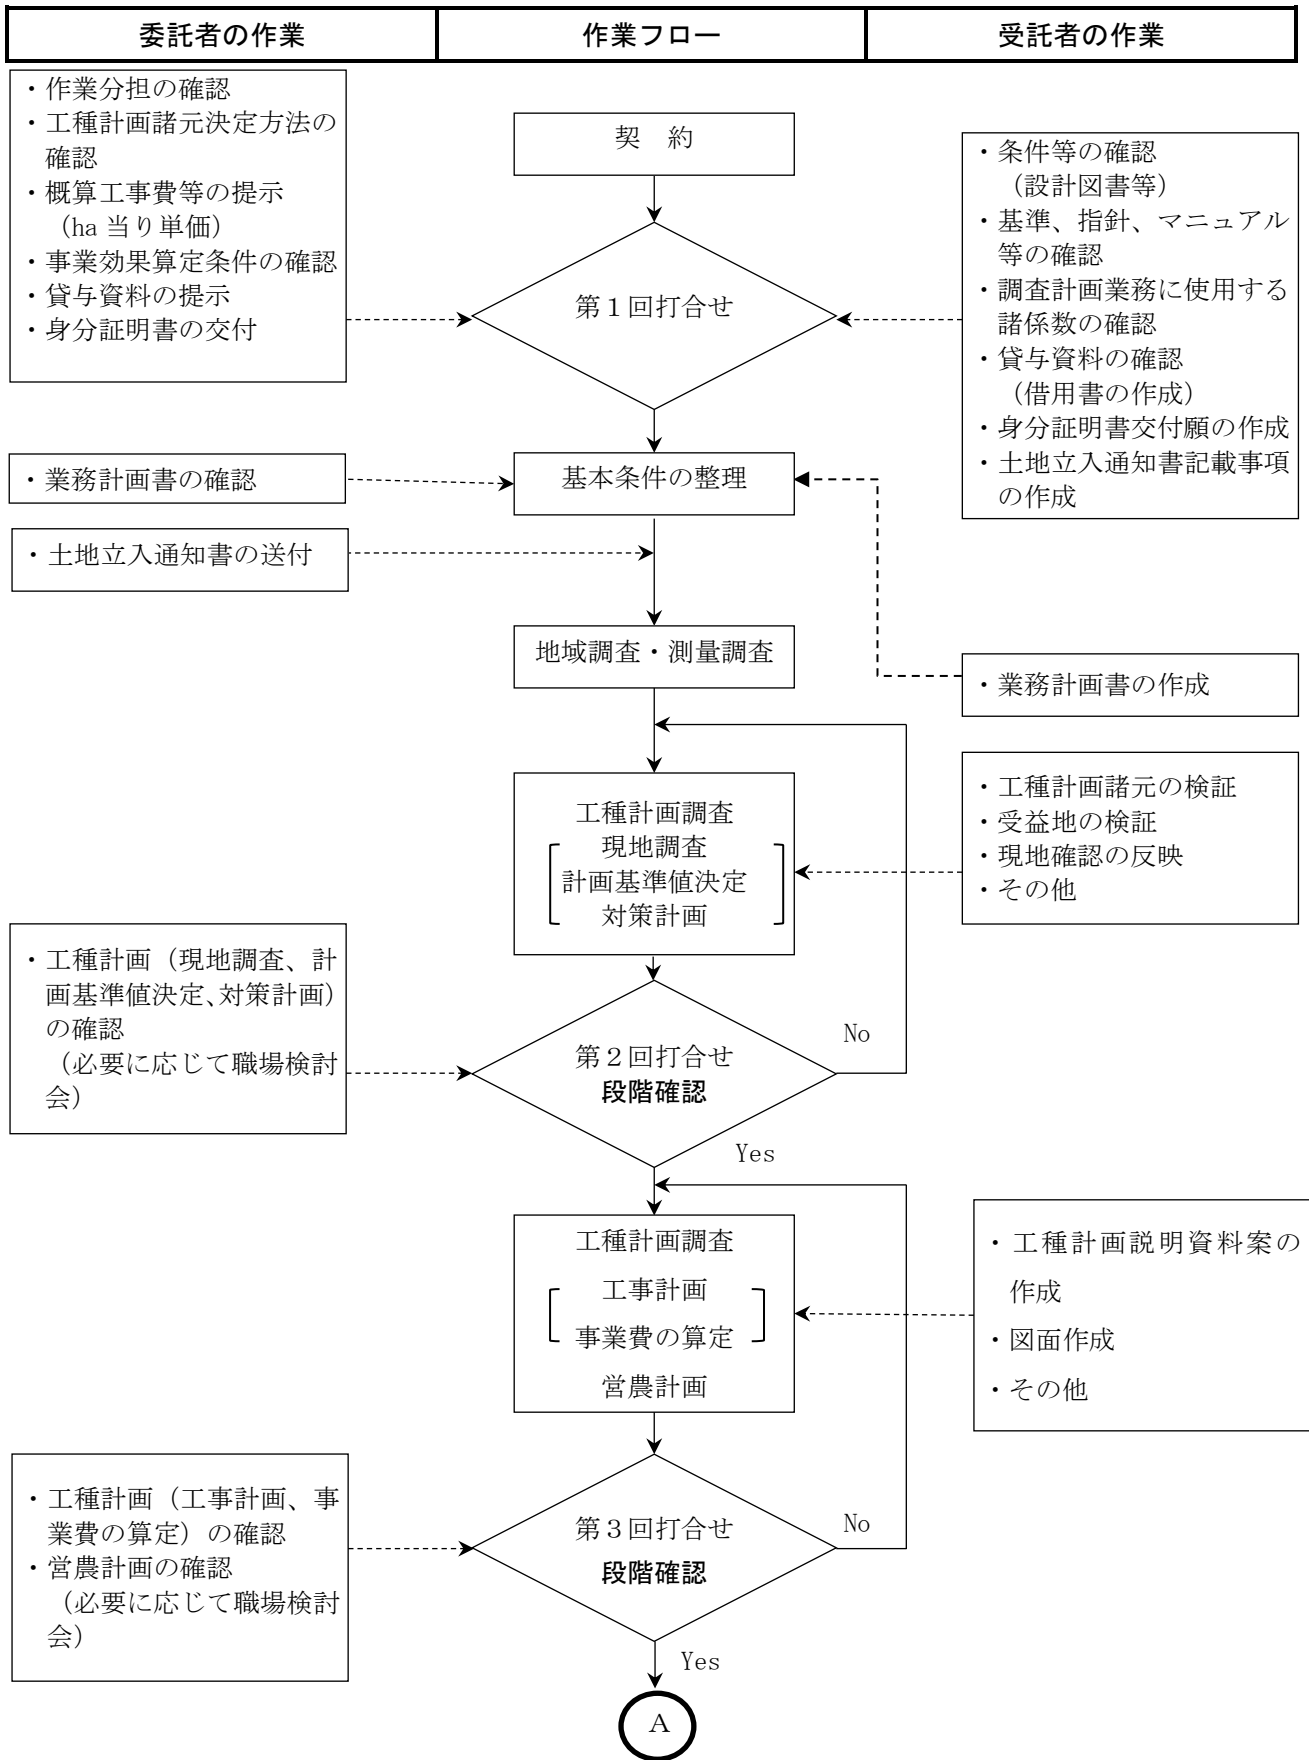 委託者の作業
作業フロー
受託者の作業
・作業分担の確認
・工種計画諸元決定方法の
確認
・概算工事費等の提示
(ha 当り単価)
・事業効果算定条件の確認
・貸与資料の提示
・身分証明書の交付
契 約
第1回打合せ
・条件等の確認
(設計図書等)
・基準、指針、マニュアル
等の確認
・調査計画業務に使用する
諸係数の確認
・貸与資料の確認
(借用書の作成)
・身分証明書交付願の作成
・土地立入通知書記載事項
の作成
・業務計画書の確認
基本条件の整理
・土地立入通知書の送付
地域調査・測量調査
・業務計画書の作成
工種計画調査
現地調査
計画基準値決定
対策計画
・工種計画諸元の検証
・受益地の検証
・現地確認の反映
・その他
・工種計画(現地調査、計
画基準値決定、対策計画)
の確認
(必要に応じて職場検討
会)
第2回打合せ
段階確認
No
Yes
工種計画調査
工事計画
事業費の算定
営農計画
・工種計画説明資料案の
作成
・図面作成
・その他
・工種計画(工事計画、事
業費の算定)の確認
・営農計画の確認
(必要に応じて職場検討
会)
第3回打合せ
段階確認
No
Yes
A